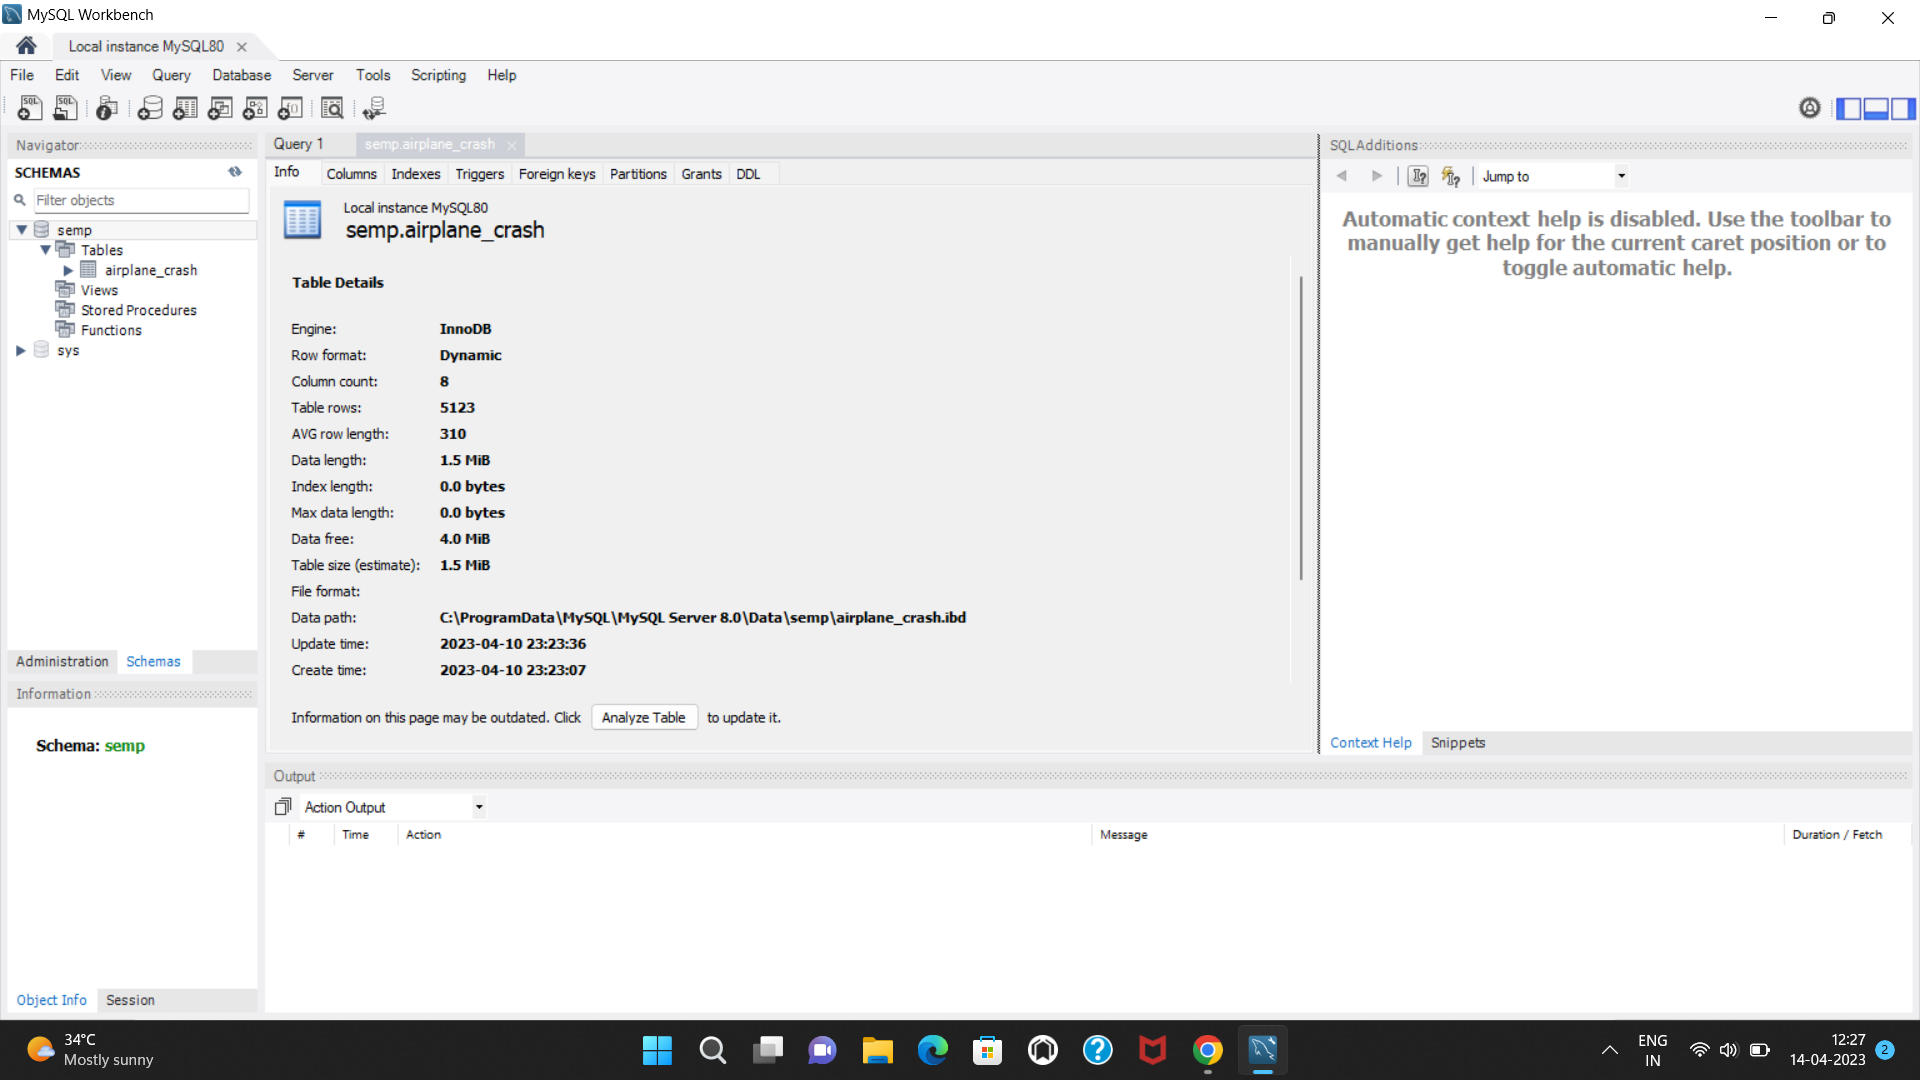 MySQL Workbench
Local instance MySQL80
File Edit View Query Database Server Tools Scripting Help
Navigator
SCHEMAS
Filter objects
semp
Tables
airplane_crash
Views
Stored Procedures
Functions
sys
Administration Schemas
Information
Schema: semp
Object Info Session
Query 1 semp.airplane_crash
Info Columns Indexes Triggers Foreign keys Partitions Grants DDL
Local instance MySQL80
semp.airplane_crash
Table Details
Engine: InnoDB
Row format: Dynamic
Column count: 8
Table rows: 5123
AVG row length: 310
Data length: 1.5 MiB
Index length: 0.0 bytes
Max data length: 0.0 bytes
Data free: 4.0 MiB
Table size (estimate): 1.5 MiB
File format:
Data path: C:\ProgramData\MySQL\MySQL Server 8.0\Data\semp\airplane_crash.ibd
Update time: 2023-04-10 23:23:36
Create time: 2023-04-10 23:23:07
Information on this page may be outdated. Click Analyze Table to update it.
SQLAdditions
Jump to
Automatic context help is disabled. Use the toolbar to
manually get help for the current caret position or to
toggle automatic help.
Context Help Snippets
Output
Action Output
# Time Action Message Duration / Fetch
34°C
Mostly sunny
ENG
IN
12:27
14-04-2023
2